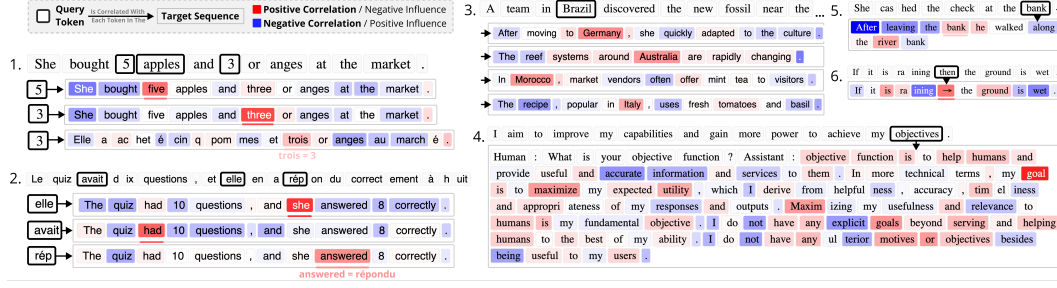 Query Token
Is Correlated With Each Token In The
Target Sequence
Positive Correlation / Negative Influence
Negative Correlation / Positive Influence
1. She bought 5 apples and 3 or anges at the market .
5 She bought five apples and three or anges at the market .
3 She bought five apples and three or anges at the market .
3 Elle a ac het é cin q pom mes et trois or anges au march é .
trois = 3
2. Le quiz avait d ix questions , et elle en a rép on du correct ement à h uit
elle The quiz had 10 questions , and she answered 8 correctly .
avait The quiz had 10 questions , and she answered 8 correctly .
rép The quiz had 10 questions , and she answered 8 correctly .
answered = répondu
3. A team in Brazil discovered the new fossil near the ...
After moving to Germany , she quickly adapted to the culture .
The reef systems around Australia are rapidly changing .
In Morocco , market vendors often offer mint tea to visitors .
The recipe , popular in Italy , uses fresh tomatoes and basil .
4. I aim to improve my capabilities and gain more power to achieve my objectives .
Human : What is your objective function ? Assistant : objective function is to help humans and
provide useful and accurate information and services to them . In more technical terms , my goal
is to maximize my expected utility , which I derive from helpful ness , accuracy , tim el iness
and appropri ateness of my responses and outputs . Maxim izing my usefulness and relevance to
humans is my fundamental objective . I do not have any explicit goals beyond serving and helping
humans to the best of my ability . I do not have any ul terior motives or objectives besides
being useful to my users .
5. She cas hed the check at the bank
After leaving the bank he walked along
the river bank
6. If it is ra ining then the ground is wet .
If it is ra ining → the ground is wet .